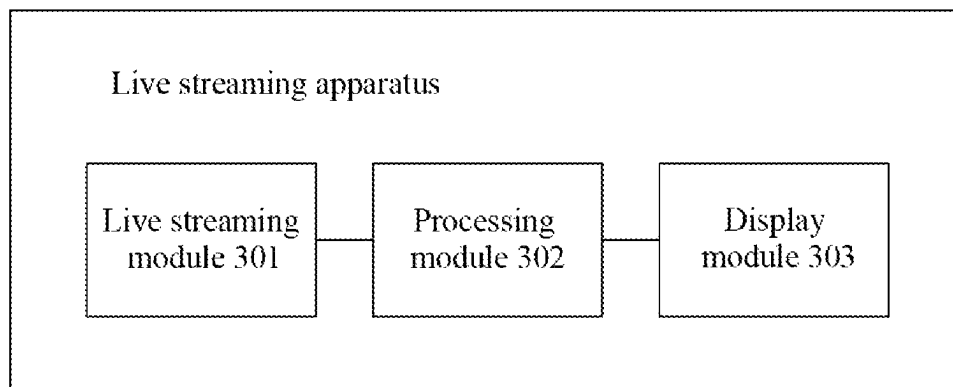 Live streaming apparatus
Live streaming
module 301
Processing
module 302
Display
module 303